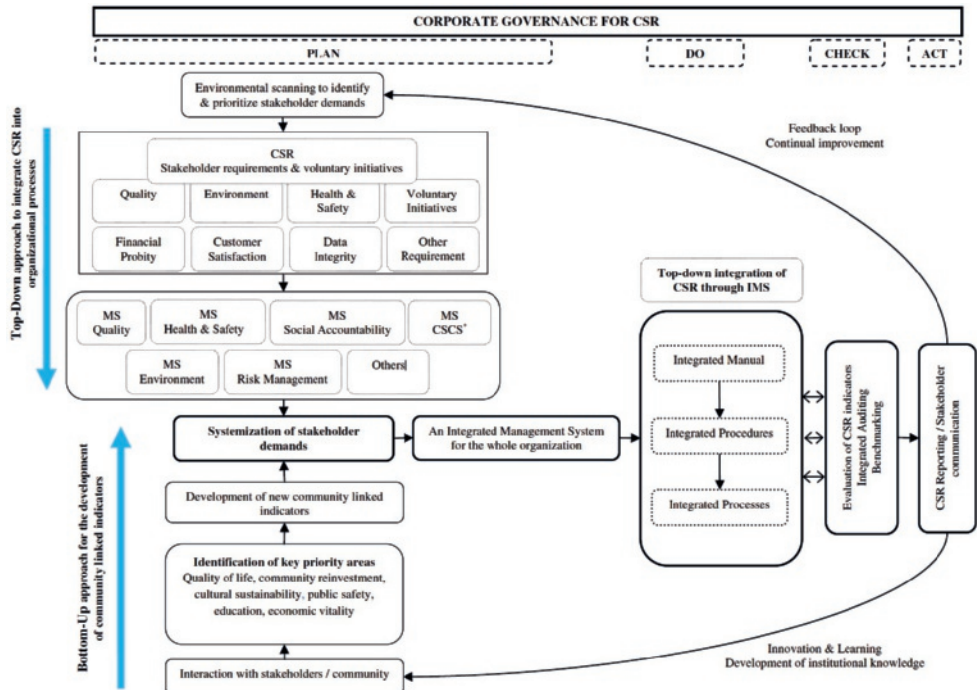 CORPORATE GOVERNANCE FOR CSR
PLAN
DO
CHECK
ACT
Environmental scanning to identify
& prioritize stakeholder demands
Feedback loop
Continual improvement
Top-Down approach to integrate CSR into
organizational processes
CSR
Stakeholder requirements & voluntary initiatives
Quality
Environment
Health &
Safety
Voluntary
Initiatives
Financial
Probity
Customer
Satisfaction
Data
Integrity
Other
Requirement
MS
Quality
MS
Health & Safety
MS
Social Accountability
MS
CSCS*
MS
Environment
MS
Risk Management
Others|
Top-down integration of
CSR through IMS
Integrated Manual
Integrated Procedures
Integrated Processes
Evaluation of CSR indicators
Integrated Auditing
Benchmarking
CSR Reporting / Stakeholder
communication
Systemization of stakeholder
demands
An Integrated Management System
for the whole organization
Bottom-Up approach for the development
of community linked indicators
Development of new community linked
indicators
Identification of key priority areas
Quality of life, community reinvestment,
cultural sustainability, public safety,
education, economic vitality
Interaction with stakeholders / community
Innovation & Learning
Development of institutional knowledge